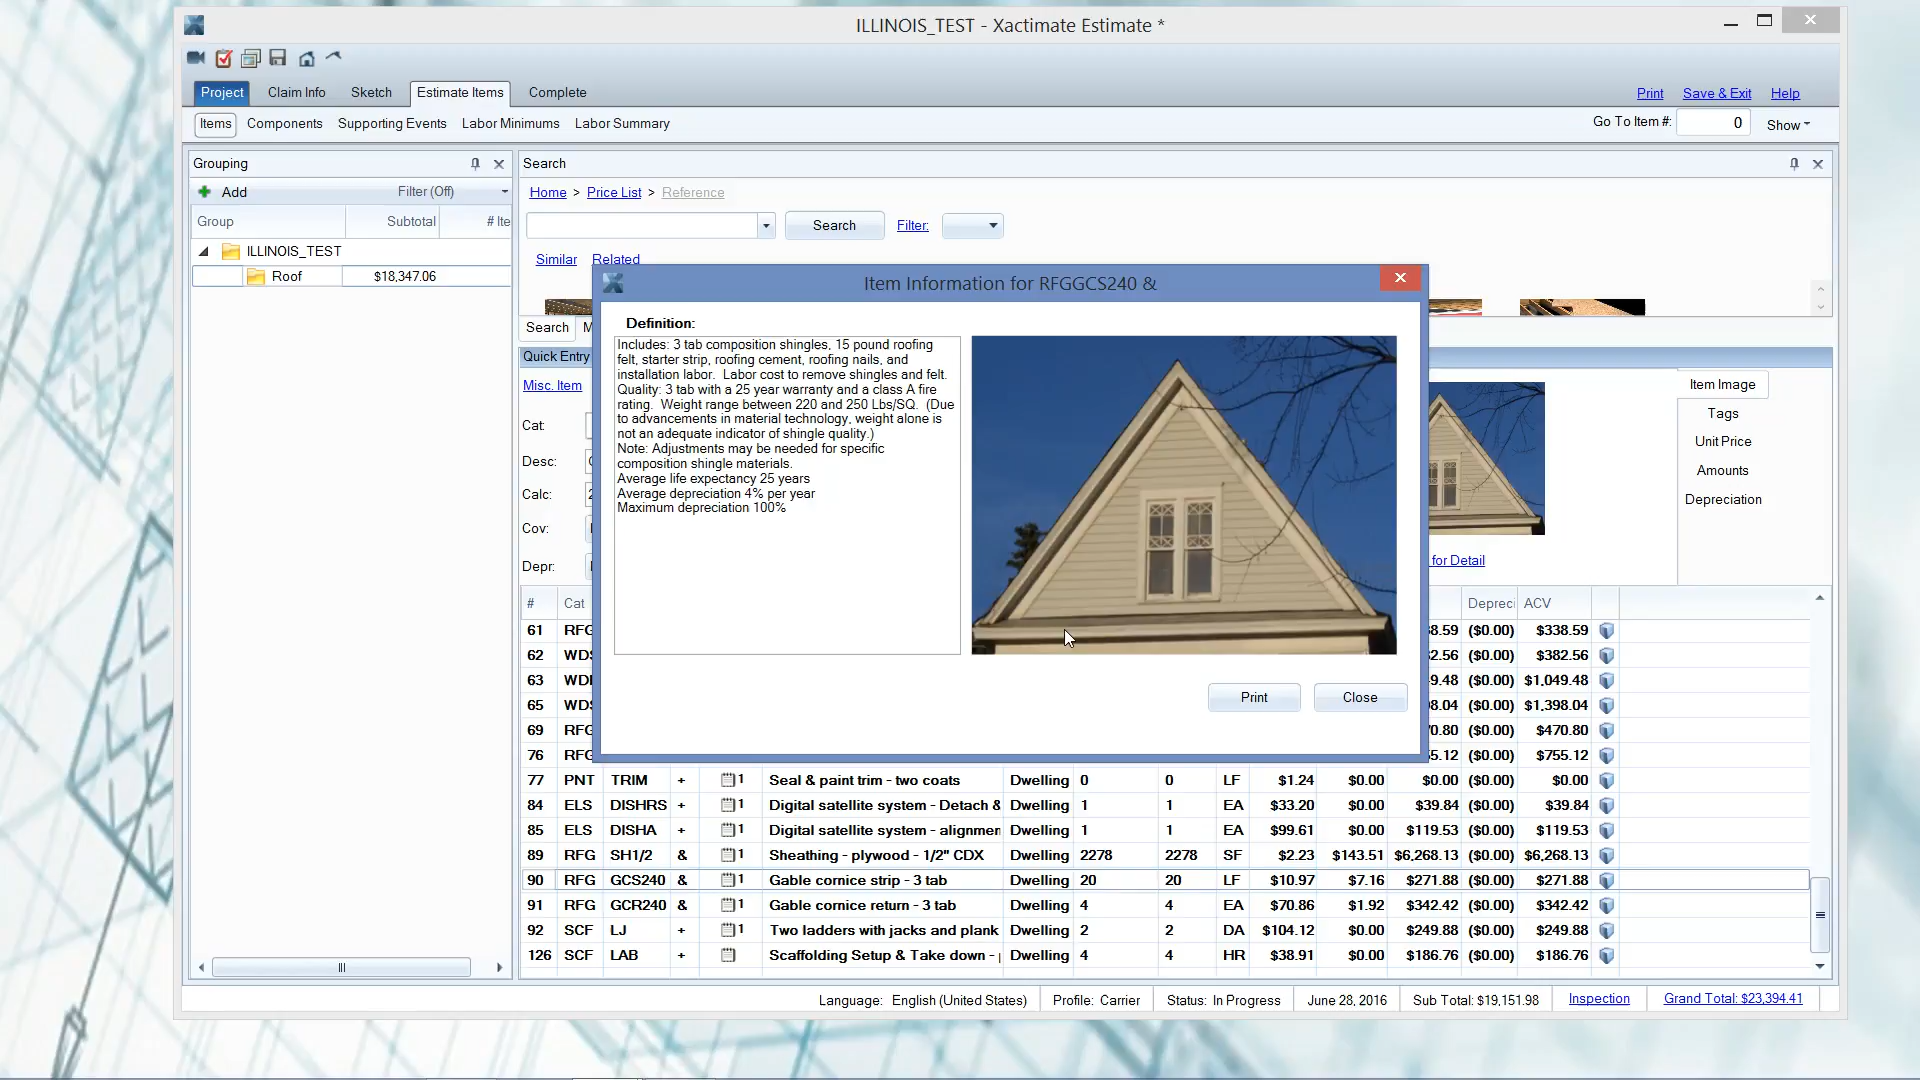 ILLINOIS_TEST - Xactimate Estimate *
Project Claim Info Sketch Estimate Items Complete
Print Save & Exit Help
Items Components Supporting Events Labor Minimums Labor Summary
Go To Item #: 0 Show
Grouping
Add Filter (Off)
Group Subtotal # Ite
ILLINOIS_TEST
Roof $18,347.06
Search
Home > Price List > Reference
Search Filter:
Similar Related
Search M
Quick Entry
Misc. Item
Cat:
Desc:
Calc:
Cov:
Depr:
Item Information for RFGGCS240 &
Definition:
Includes: 3 tab composition shingles, 15 pound roofing
felt, starter strip, roofing cement, roofing nails, and
installation labor. Labor cost to remove shingles and felt.
Quality: 3 tab with a 25 year warranty and a class A fire
rating. Weight range between 220 and 250 Lbs/SQ. (Due
to advancements in material technology, weight alone is
not an adequate indicator of shingle quality.)
Note: Adjustments may be needed for specific
composition shingle materials.
Average life expectancy 25 years
Average depreciation 4% per year
Maximum depreciation 100%
Print Close
Item Image
Tags
Unit Price
Amounts
Depreciation
for Detail
# Cat Depreci ACV
61 RFG 8.59 ($0.00) $338.59
62 WDS 2.56 ($0.00) $382.56
63 9.48 ($0.00) $1,049.48
65 WDS 8.04 ($0.00) $1,398.04
69 RFG 0.80 ($0.00) $470.80
76 RFG 5.12 ($0.00) $755.12
77 PNT TRIM + 1 Seal & paint trim - two coats Dwelling 0 0 LF $1.24 $0.00 $0.00 ($0.00) $0.00
84 ELS DISHRS + 1 Digital satellite system - Detach & Dwelling 1 1 EA $33.20 $0.00 $39.84 ($0.00) $39.84
85 ELS DISHA + 1 Digital satellite system - alignmen Dwelling 1 1 EA $99.61 $0.00 $119.53 ($0.00) $119.53
89 RFG SH1/2 & 1 Sheathing - plywood - 1/2" CDX Dwelling 2278 2278 SF $2.23 $143.51 $6,268.13 ($0.00) $6,268.13
90 RFG GCS240 & 1 Gable cornice strip - 3 tab Dwelling 20 20 LF $10.97 $7.16 $271.88 ($0.00) $271.88
91 RFG GCR240 & 1 Gable cornice return - 3 tab Dwelling 4 4 EA $70.86 $1.92 $342.42 ($0.00) $342.42
92 SCF LJ + 1 Two ladders with jacks and plank Dwelling 2 2 DA $104.12 $0.00 $249.88 ($0.00) $249.88
126 SCF LAB + Scaffolding Setup & Take down - Dwelling 4 4 HR $38.91 $0.00 $186.76 ($0.00) $186.76
Language: English (United States) Profile: Carrier Status: In Progress June 28, 2016 Sub Total: $19,151.98 Inspection Grand Total: $23,394.41